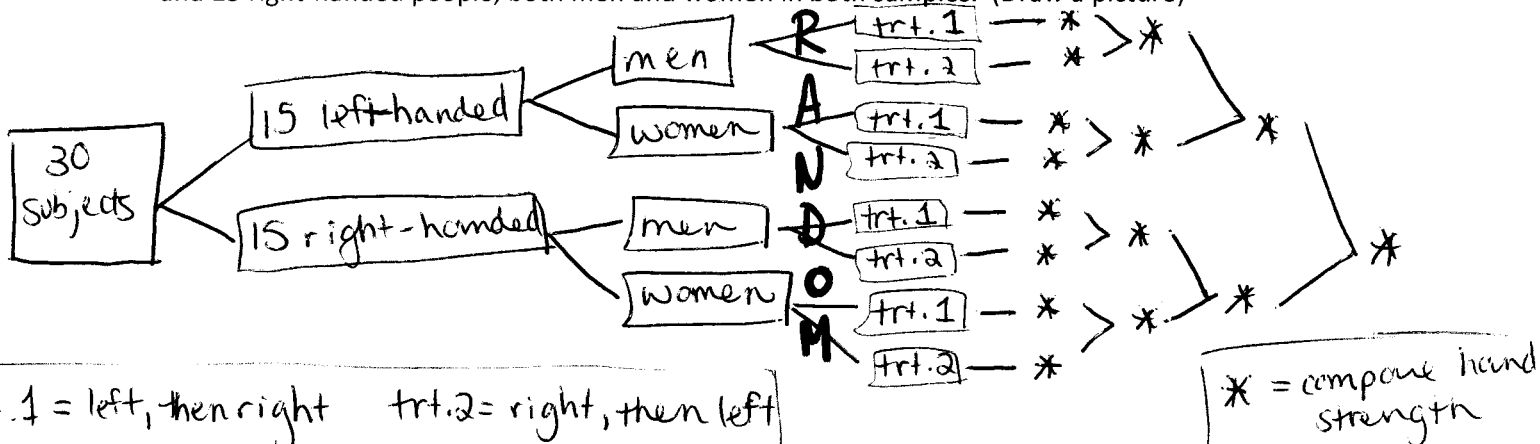 and 15 right-handed people, both men and women in both samples. (Draw a picture)
30
subjects
15 left-handed
15 right-handed
men
women
men
women
RANDOM
trt. 1
trt. 2
trt. 1
trt. 2
trt. 1
trt. 2
trt. 1
trt. 2
* * * * * * * *
* * * *
* *
*
. 1 = left, then right trt. 2 = right, then left
* = compare hand
strength